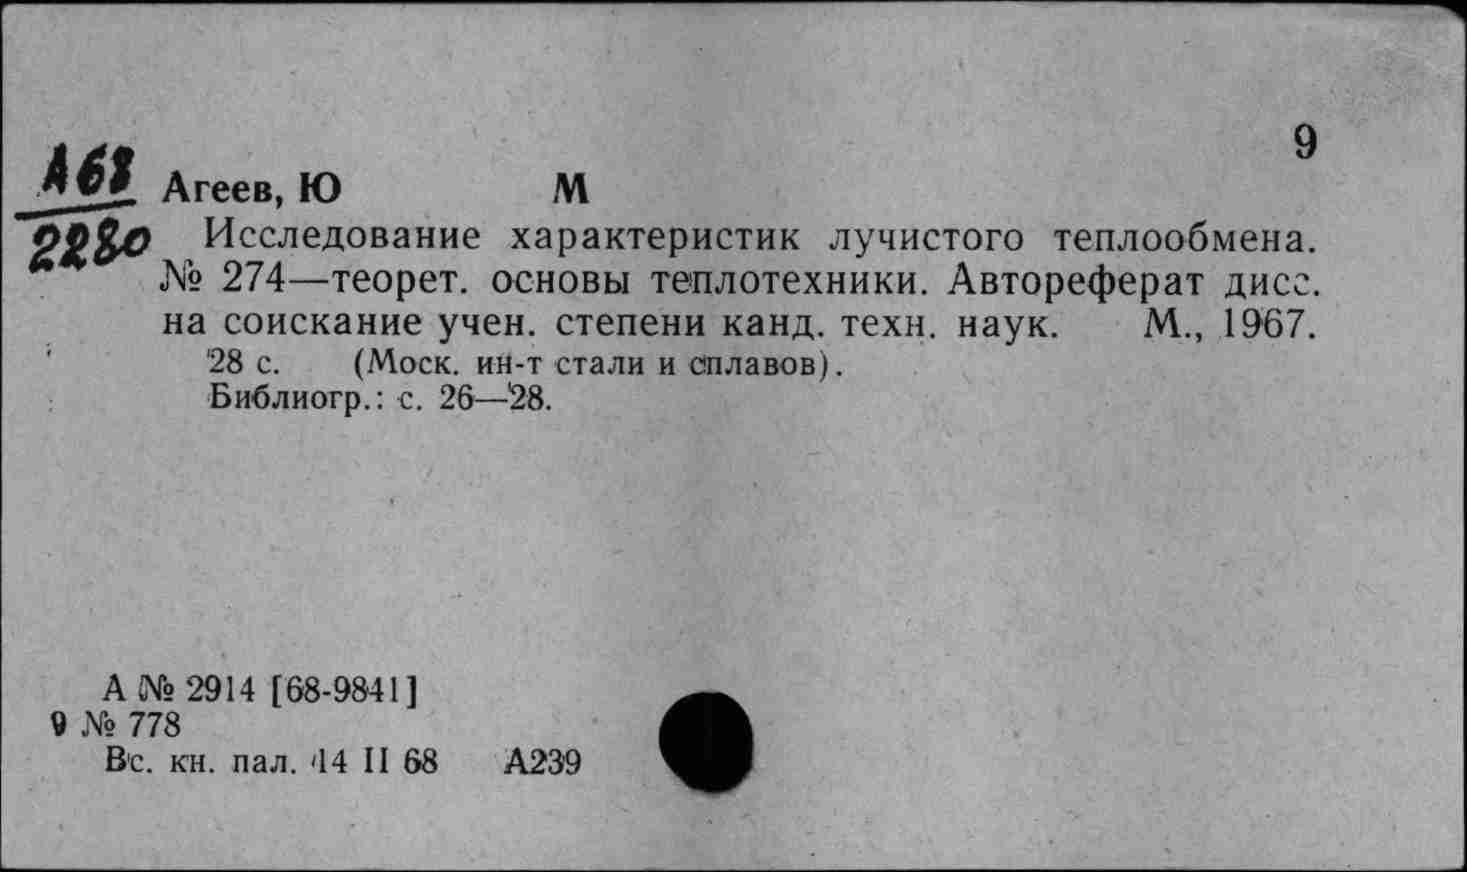 9
А68 Агеев, Ю М
2280 Исследование характеристик лучистого теплообмена.
№ 274—теорет. основы теплотехники. Автореферат дисс.
на соискание учен. степени канд. техн. наук. М., 1967.
28 с. (Моск. ин-т стали и сплавов).
Библиогр.: с. 26—28.
А № 2914 [68-9841]
9 № 778
Вс. кн. пал. 14 II 68 А239